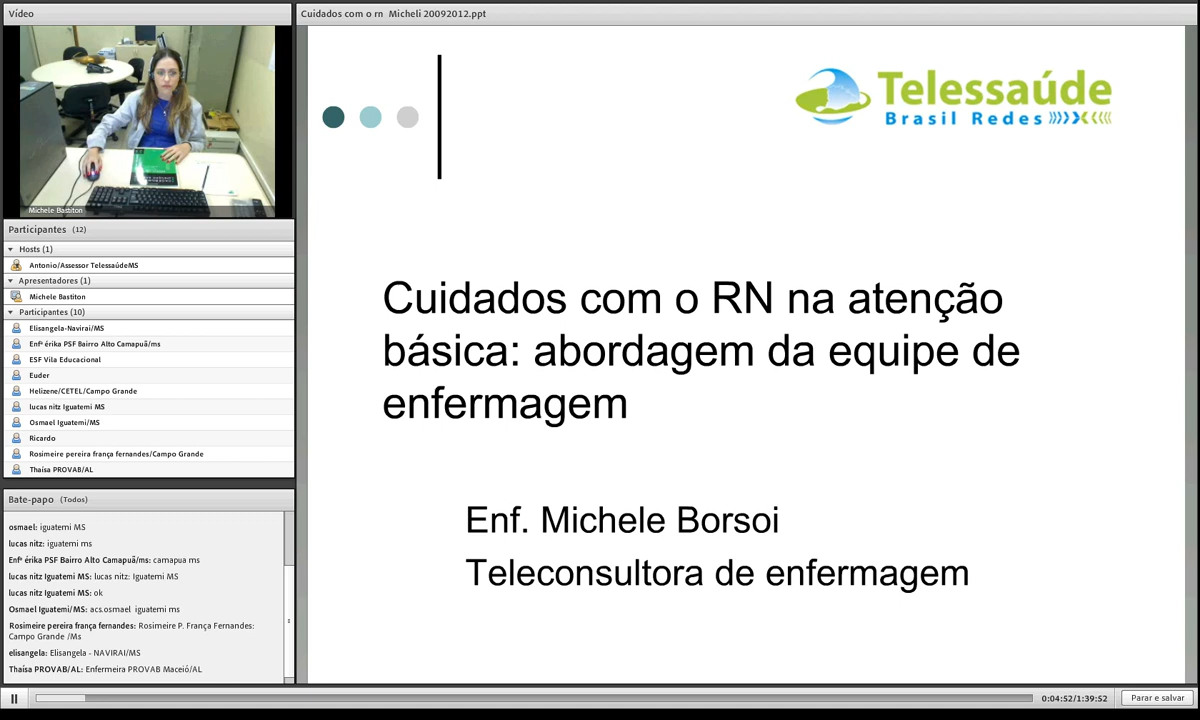 Vídeo
Michele Bastiton
Participantes (12)
Hosts (1)
Antonio/Assessor TelessaúdeMS
Apresentadores (1)
Michele Bastiton
Participantes (10)
Elisangela-Navirai/MS
Enfª érika PSF Bairro Alto Camapuã/ms
ESF Vila Educacional
Euder
Helizene/CETEL/Campo Grande
lucas nitz Iguatemi MS
Osmael Iguatemi/MS
Ricardo
Rosimeire pereira frança fernandes/Campo Grande
Thaísa PROVAB/AL
Bate-papo (Todos)
osmael: iguatemi MS
lucas nitz: iguatemi ms
Enfª érika PSF Bairro Alto Camapuã/ms: camapua ms
lucas nitz Iguatemi MS: lucas nitz: Iguatemi MS
lucas nitz Iguatemi MS: ok
Osmael Iguatemi/MS: acs.osmael iguatemi ms
Rosimeire pereira frança fernandes: Rosimeire P. França Fernandes:
Campo Grande /Ms
elisangela: Elisangela - NAVIRAI/MS
Thaísa PROVAB/AL: Enfermeira PROVAB Maceió/AL
Cuidados com o rn Micheli 20092012.ppt
Telessaúde
Brasil Redes
Cuidados com o RN na atenção
básica: abordagem da equipe de
enfermagem
Enf. Michele Borsoi
Teleconsultora de enfermagem
0:04:52/1:39:52
Parar e salvar